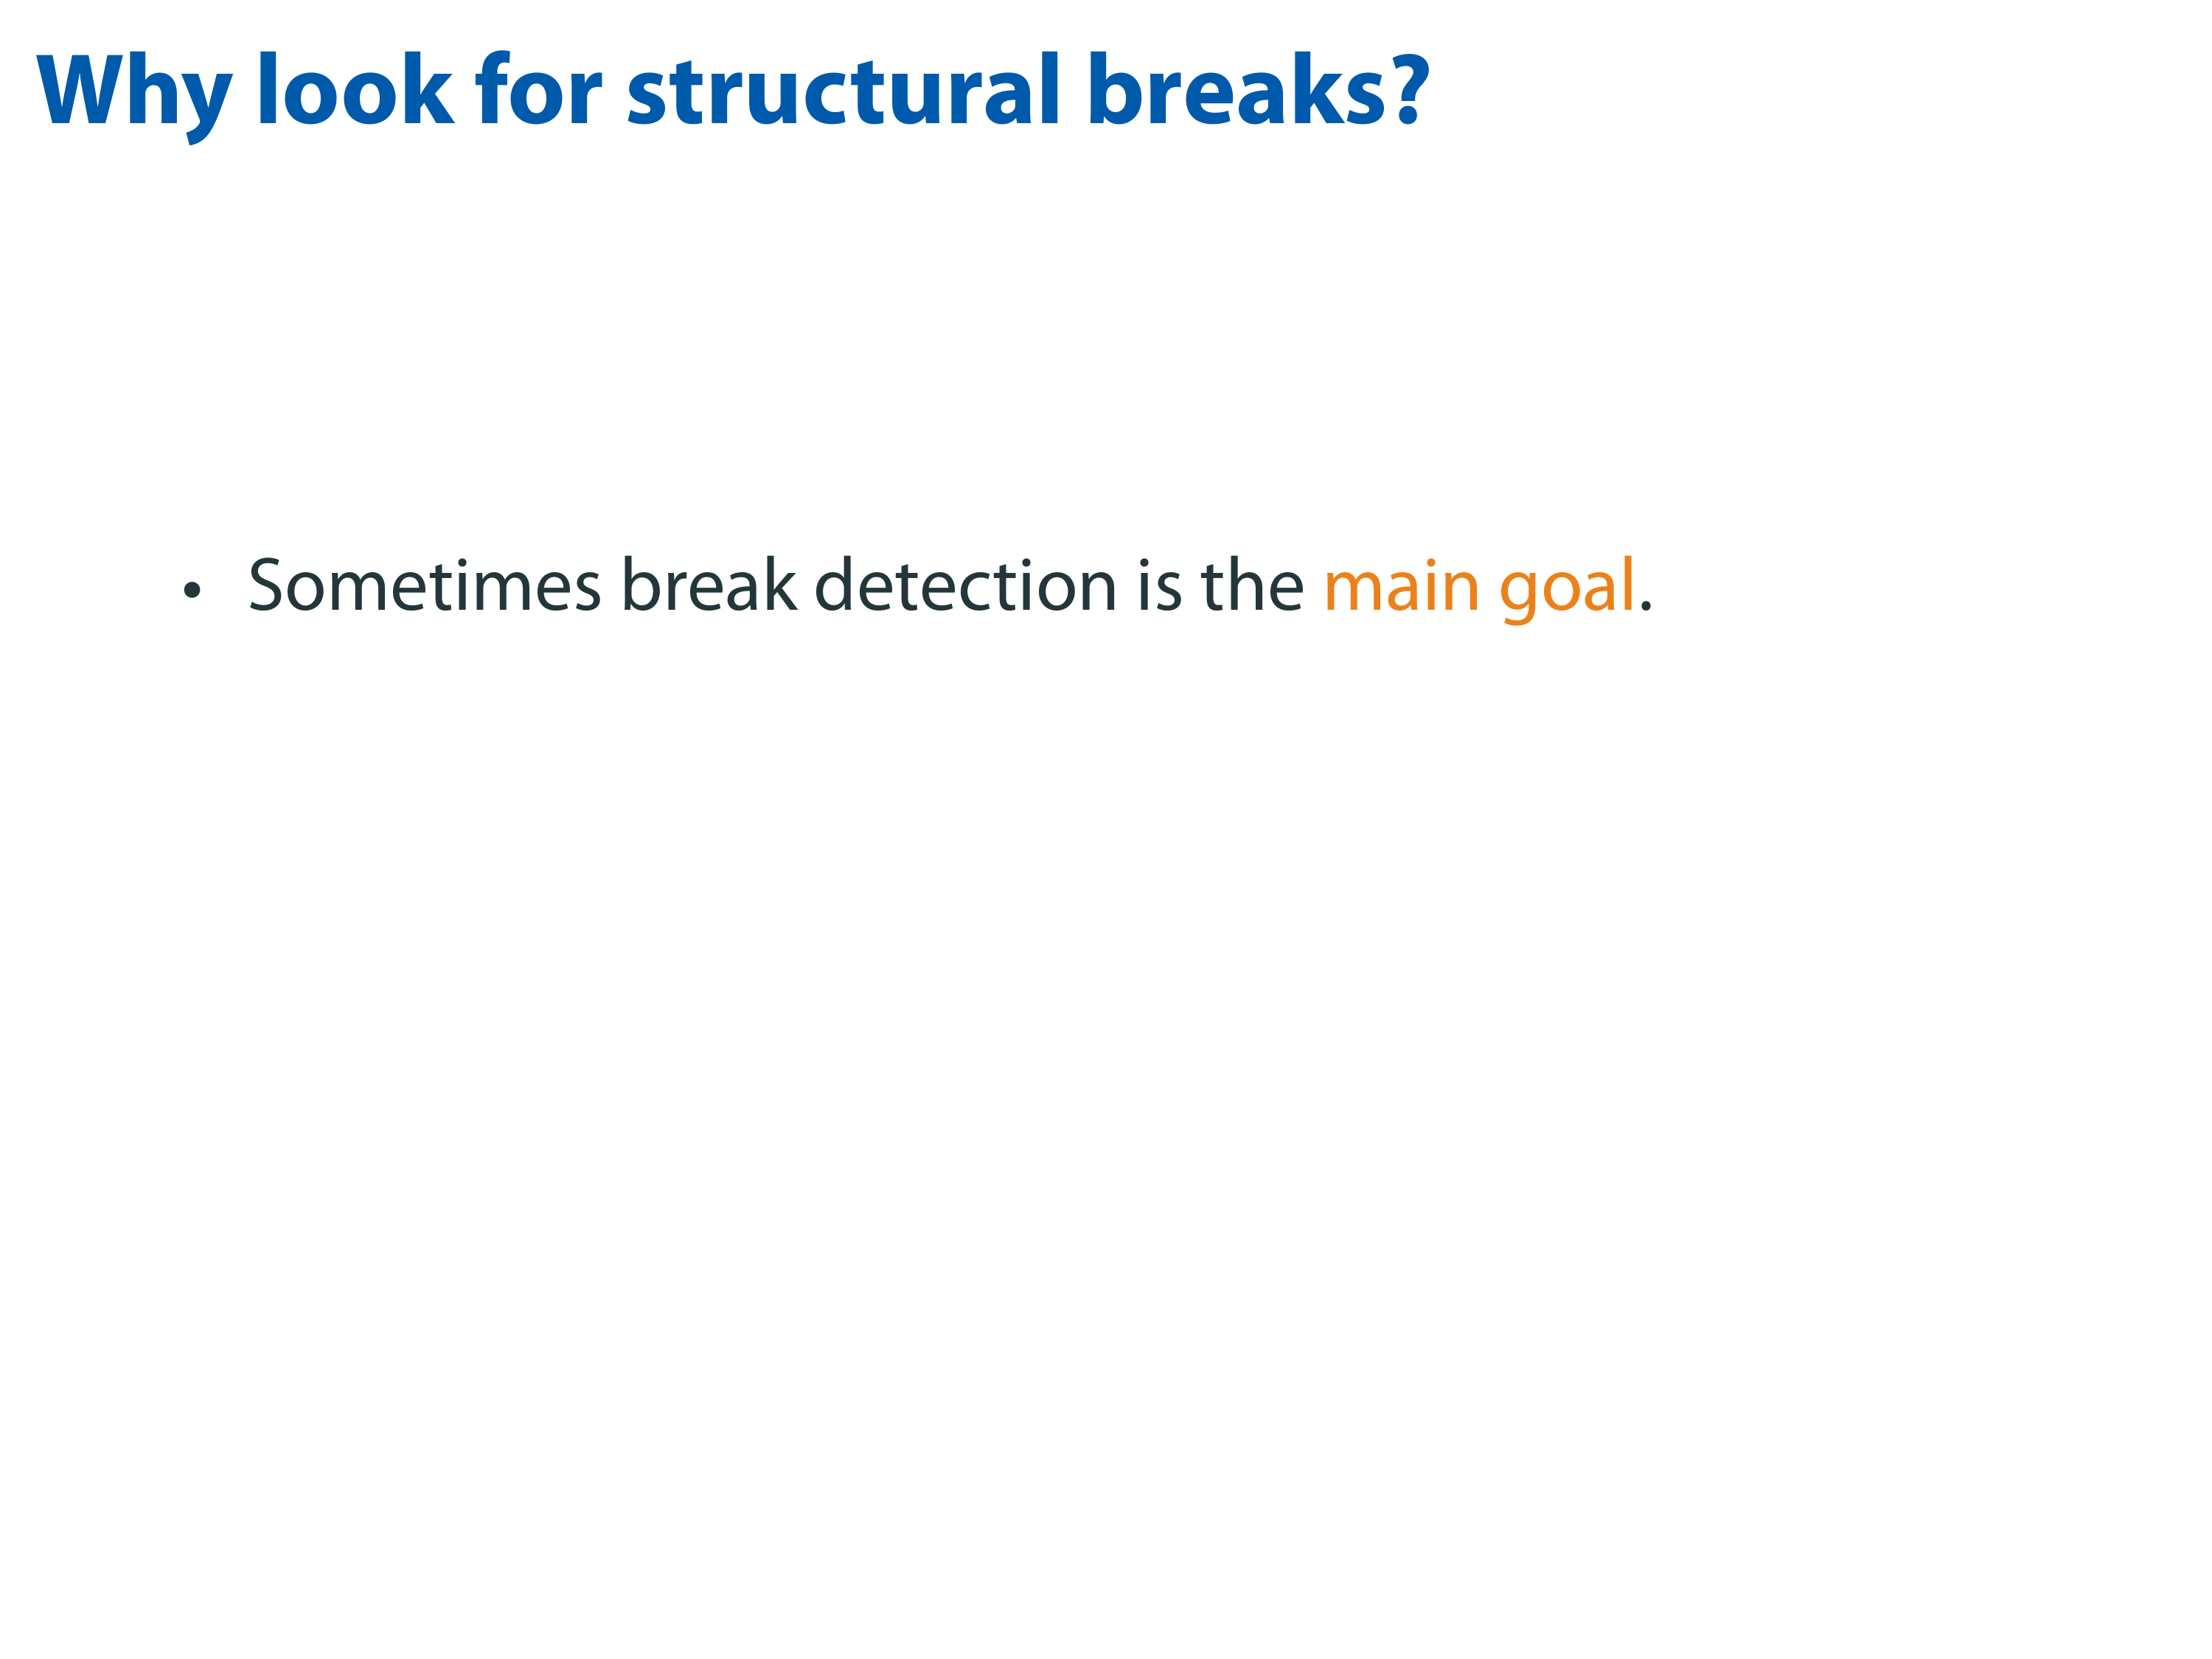 Why look for structural breaks?
• Sometimes break detection is the main goal.